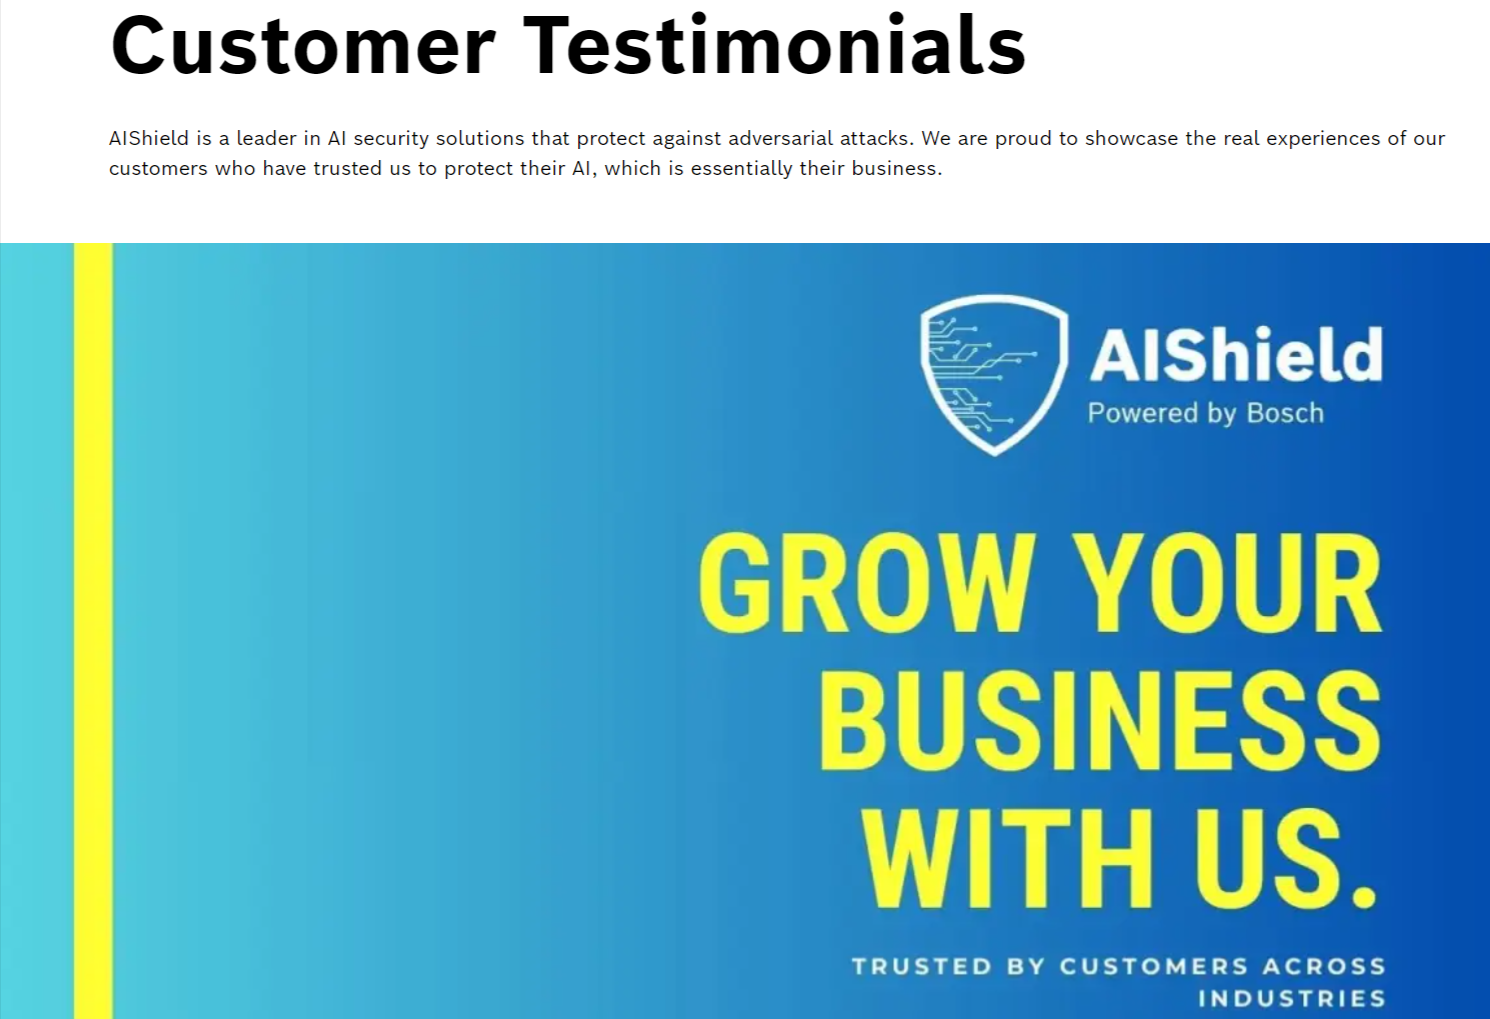 Customer Testimonials
AIShield is a leader in AI security solutions that protect against adversarial attacks. We are proud to showcase the real experiences of our
customers who have trusted us to protect their AI, which is essentially their business.
AIShield
Powered by Bosch
GROW YOUR
BUSINESS
WITH US.
TRUSTED BY CUSTOMERS ACROSS
INDUSTRIES